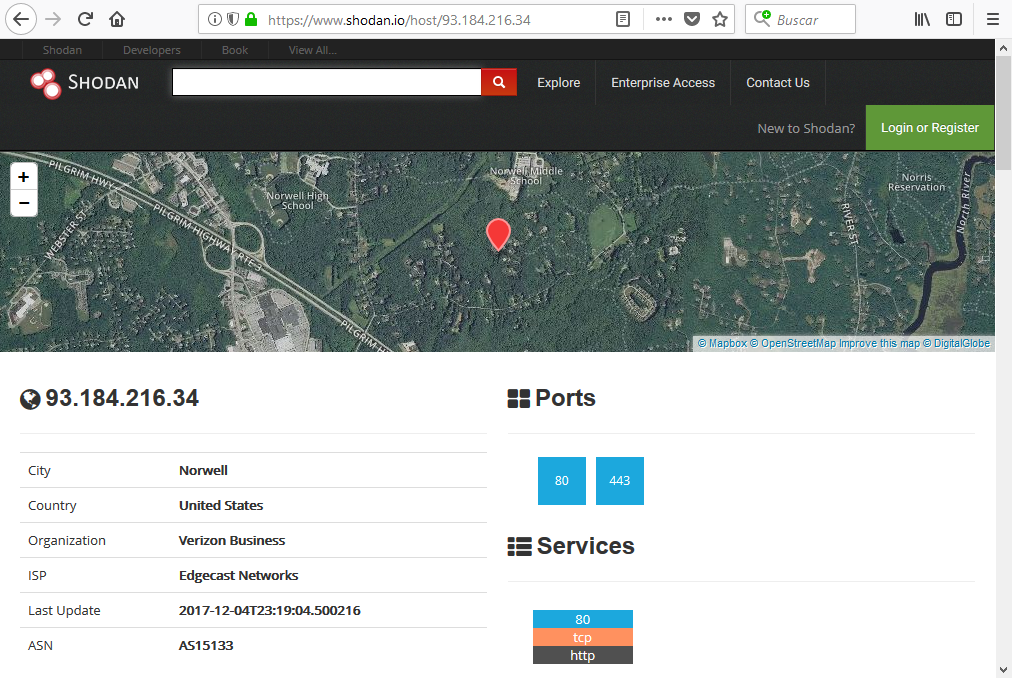 https://www.shodan.io/host/93.184.216.34
Buscar
Shodan Developers Book View All...
SHODAN
Explore Enterprise Access Contact Us
New to Shodan? Login or Register
+
−
PILGRIM HWY
WEBSTER ST
PILGRIM HIGHWAY
RTE 3
PILGRIM H
Norwell High
School
Norwell Middle
School
Norris
Reservation
RIVER ST
North River
© Mapbox © OpenStreetMap Improve this map © DigitalGlobe
93.184.216.34
City Norwell
Country United States
Organization Verizon Business
ISP Edgecast Networks
Last Update 2017-12-04T23:19:04.500216
ASN AS15133
Ports
80 443
Services
80
tcp
http